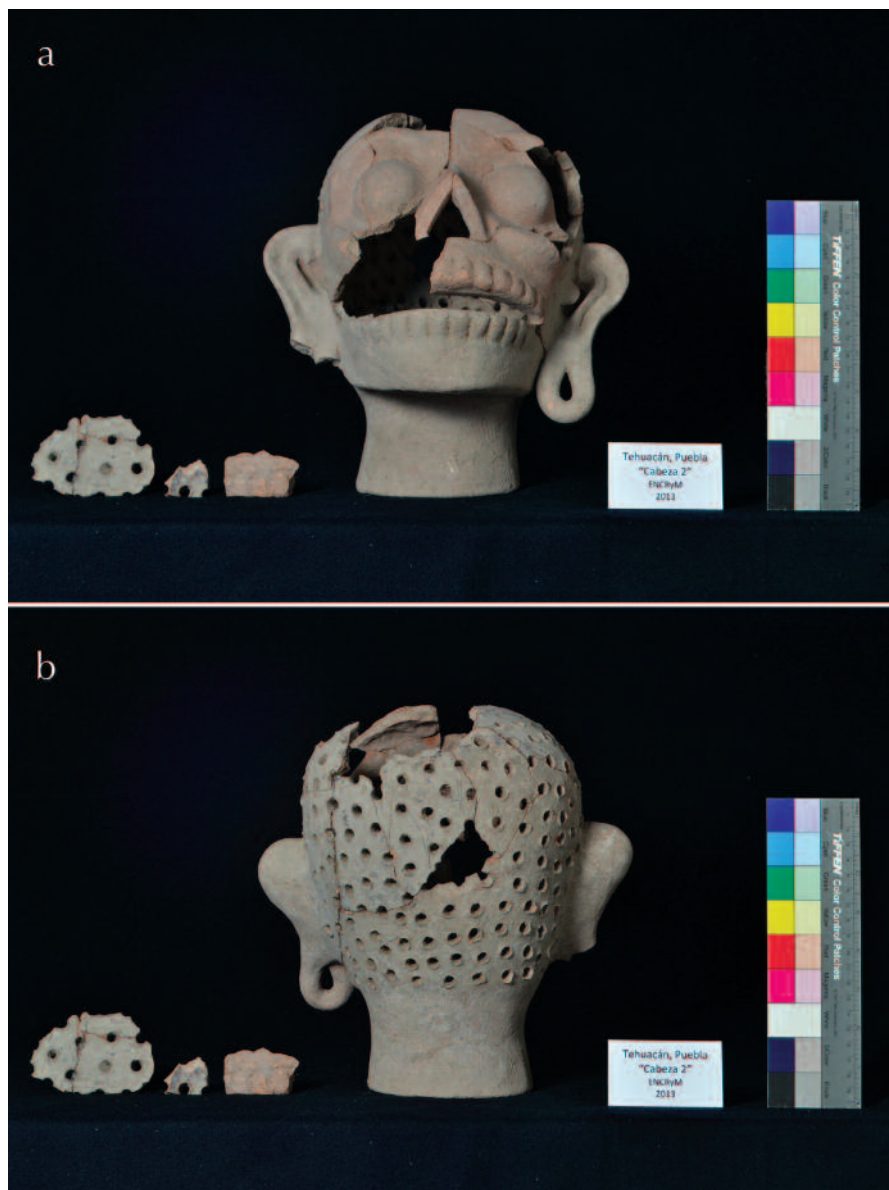 a
Tehuacán, Puebla
"Cabeza 2"
ENCRyM
2013
TIFFEN Color Control Patches
b
Tehuacán, Puebla
"Cabeza 2"
ENCRyM
2013
TIFFEN Color Control Patches